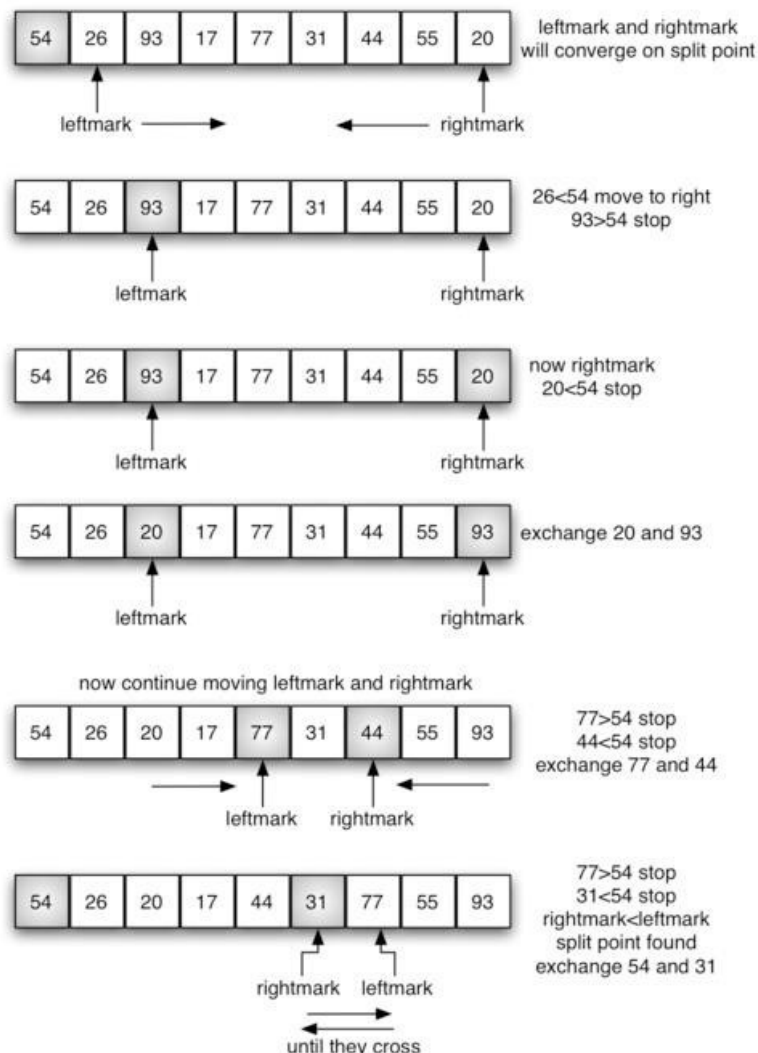 54 26 93 17 77 31 44 55 20
leftmark and rightmark
will converge on split point
leftmark rightmark
54 26 93 17 77 31 44 55 20
26<54 move to right
93>54 stop
leftmark rightmark
54 26 93 17 77 31 44 55 20
now rightmark
20<54 stop
leftmark rightmark
54 26 20 17 77 31 44 55 93
exchange 20 and 93
leftmark rightmark
now continue moving leftmark and rightmark
54 26 20 17 77 31 44 55 93
77>54 stop
44<54 stop
exchange 77 and 44
leftmark rightmark
54 26 20 17 44 31 77 55 93
77>54 stop
31<54 stop
rightmark<leftmark
split point found
exchange 54 and 31
rightmark leftmark
until they cross